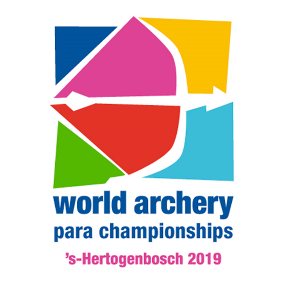 world archery
para championships
's-Hertogenbosch 2019